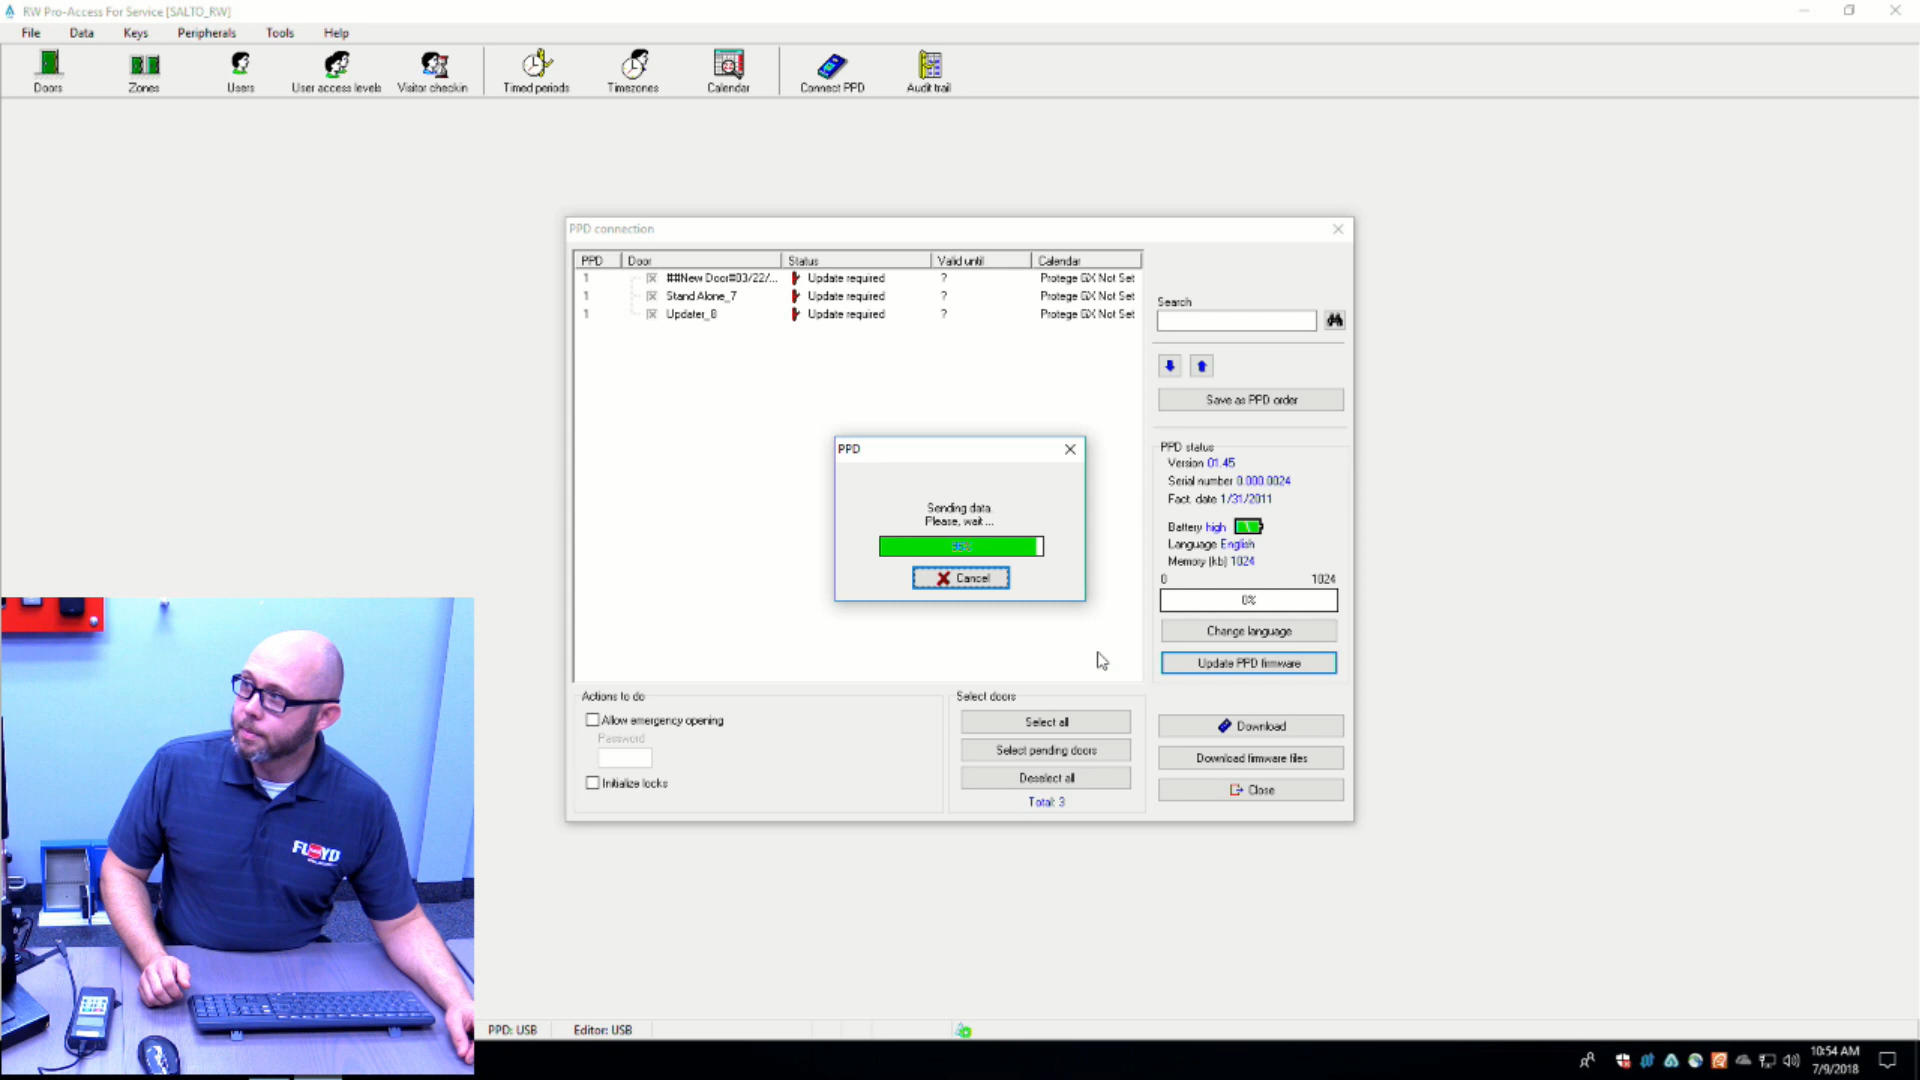 RW Pro-Access For Service [SALTO_RW]
File Data Keys Peripherals Tools Help
Doors Zones Users User access levels Visitor checkin Timed periods Timezones Calendar Connect PPD Audit trail
PPD connection
PPD Door Status Valid until Calendar
1 ##New Door#03/22/... Update required ? Protege GX Not Set
1 Stand Alone_7 Update required ? Protege GX Not Set
1 Updater_8 Update required ? Protege GX Not Set
Search
Save as PPD order
PPD status
Version 01.45
Serial number 0.000.0024
Fact. date 1/31/2011
Battery high
Language English
Memory (kb) 1024
0 1024
0%
Change language
Update PPD firmware
PPD
Sending data.
Please, wait ...
96%
Cancel
Actions to do
Allow emergency opening
Password
Initialize locks
Select doors
Select all
Select pending doors
Deselect all
Total: 3
Download
Download firmware files
Close
FLOYD
PPD: USB Editor: USB
10:54 AM
7/9/2018